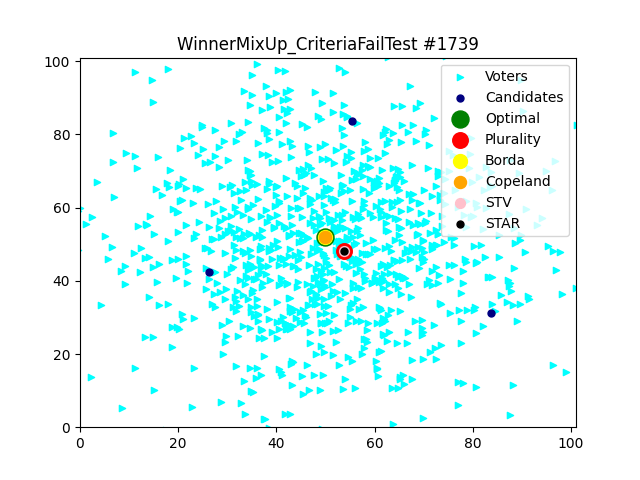 WinnerMixUp_CriteriaFailTest #1739
100
80
60
40
20
0
0
20
40
60
80
100
Voters
Candidates
Optimal
Plurality
Borda
Copeland
STV
STAR